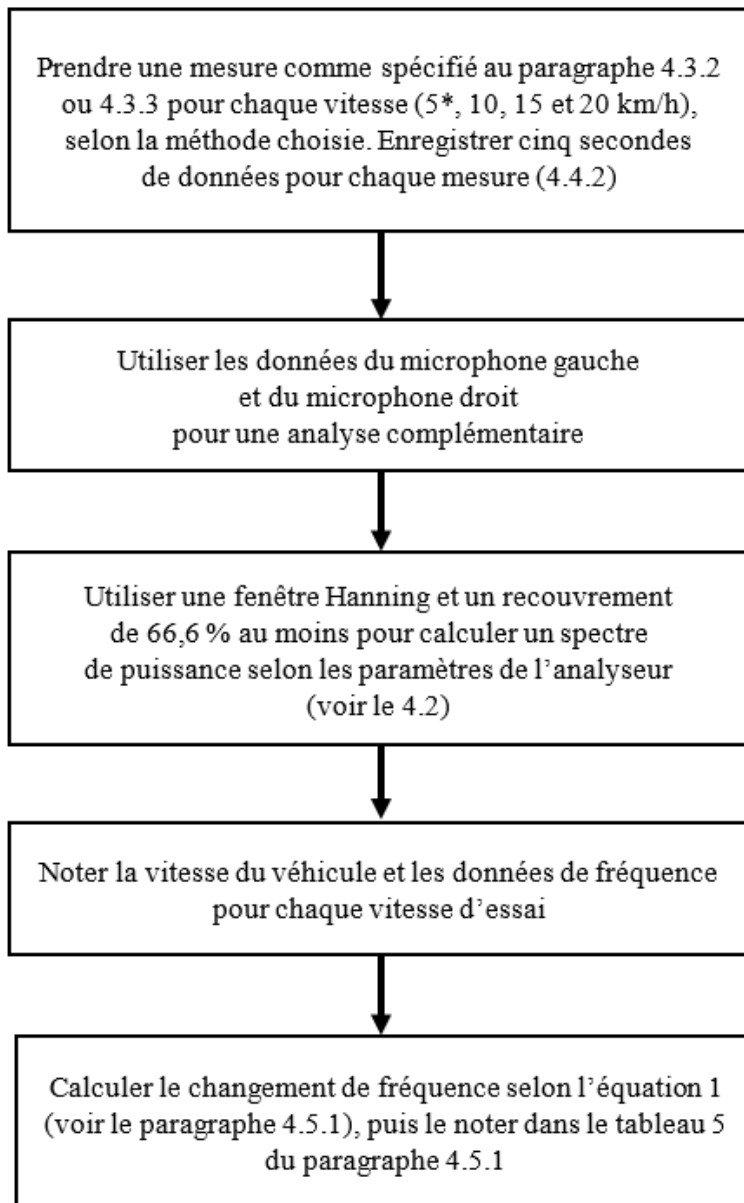 Prendre une mesure comme spécifié au paragraphe 4.3.2
ou 4.3.3 pour chaque vitesse (5*, 10, 15 et 20 km/h),
selon la méthode choisie. Enregistrer cinq secondes
de données pour chaque mesure (4.4.2)
Utiliser les données du microphone gauche
et du microphone droit
pour une analyse complémentaire
Utiliser une fenêtre Hanning et un recouvrement
de 66,6 % au moins pour calculer un spectre
de puissance selon les paramètres de l’analyseur
(voir le 4.2)
Noter la vitesse du véhicule et les données de fréquence
pour chaque vitesse d’essai
Calculer le changement de fréquence selon l’équation 1
(voir le paragraphe 4.5.1), puis le noter dans le tableau 5
du paragraphe 4.5.1